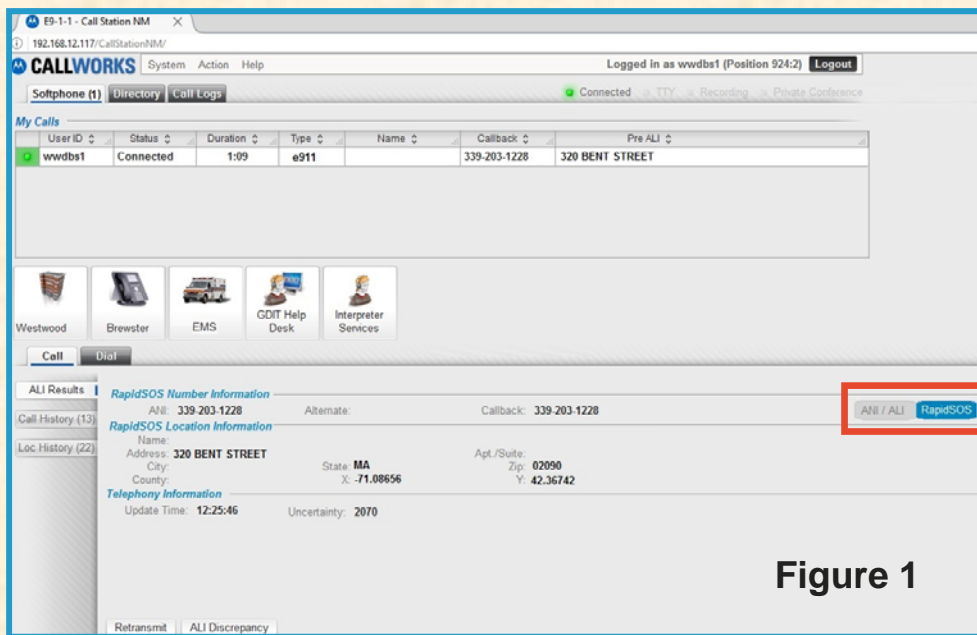 E9-1-1 - Call Station NM X
192.168.12.117/CallStationNM/
CALLWORKS System Action Help Logged in as wwdbs1 (Position 924:2) Logout
Softphone (1) Directory Call Logs Connected TTY Recording Private Conference
My Calls
User ID Status Duration Type Name Callback Pre ALI
wwdbs1 Connected 1:09 e911 339-203-1228 320 BENT STREET
Westwood Brewster EMS GDIT Help Desk Interpreter Services
Call Dial
ALI Results
Call History (13)
Loc History (22)
RapidSOS Number Information
ANI: 339-203-1228 Alternate: Callback: 339-203-1228
ANI / ALI RapidSOS
RapidSOS Location Information
Name:
Address: 320 BENT STREET Apt./Suite:
City: State: MA Zip: 02090
County: X: -71.08656 Y: 42.36742
Telephony Information
Update Time: 12:25:46 Uncertainty: 2070
Figure 1
Retransmit ALI Discrepancy